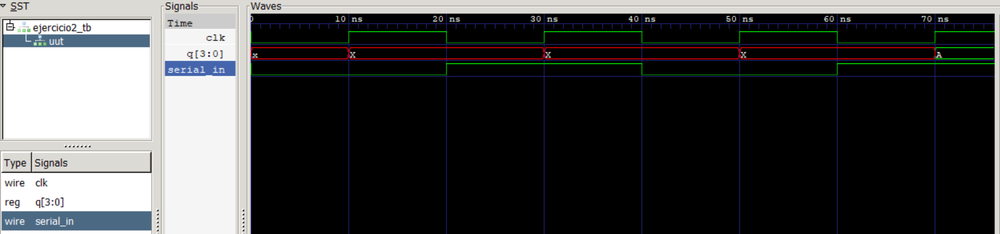 SST
ejercicio2_tb
uut
Type Signals
wire clk
reg q[3:0]
wire serial_in
Signals
Time
clk
q[3:0]
serial_in
Waves
0 10 ns 20 ns 30 ns 40 ns 50 ns 60 ns 70 ns
x X X X A